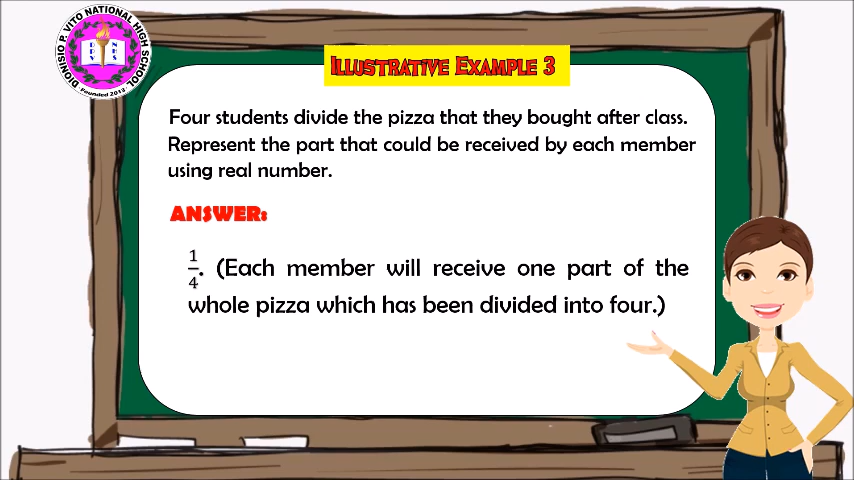 DIONISIO P. VITO NATIONAL HIGH SCHOOL
Founded 2013
ILLUSTRATIVE EXAMPLE 3
Four students divide the pizza that they bought after class.
Represent the part that could be received by each member
using real number.
ANSWER:
1/4. (Each member will receive one part of the
whole pizza which has been divided into four.)